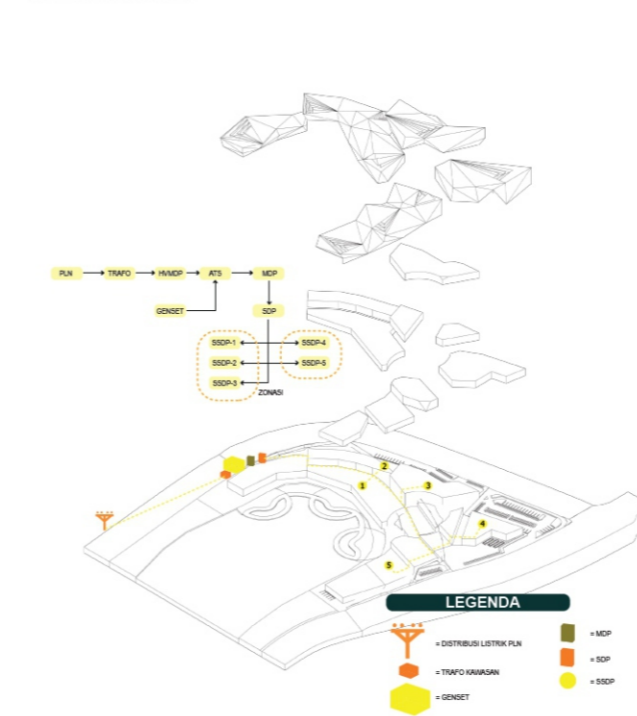 PLN
TRAFO
HVMDP
ATS
MDP
GENSET
SDP
SSDP-1
SSDP-4
SSDP-2
SSDP-5
SSDP-3
ZONASI
1
2
3
4
5
LEGENDA
= DISTRIBUSI LISTRIK PLN
= TRAFO KAWASAN
= GENSET
= MDP
= SDP
= SSDP